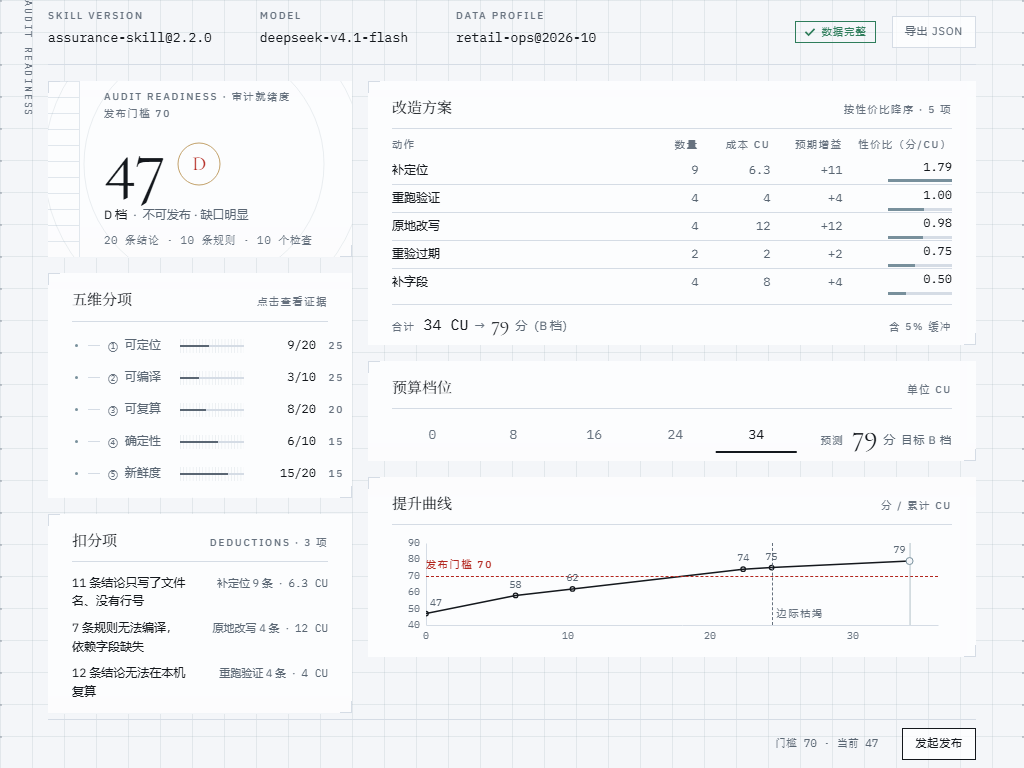 AUDIT READINESS
SKILL VERSION
assurance-skill@2.2.0
MODEL
deepseek-v4.1-flash
DATA PROFILE
retail-ops@2026-10
数据完整
导出 JSON
AUDIT READINESS · 审计就绪度
发布门槛 70
47 D
D 档 · 不可发布 · 缺口明显
20 条结论 · 10 条规则 · 10 个检查
五维分项 点击查看证据
① 可定位 9/20 25
② 可编译 3/10 25
③ 可复算 8/20 20
④ 确定性 6/10 15
⑤ 新鲜度 15/20 15
扣分项 DEDUCTIONS · 3 项
11 条结论只写了文件 补定位 9 条 · 6.3 CU
名、没有行号
7 条规则无法编译, 原地改写 4 条 · 12 CU
依赖字段缺失
12 条结论无法在本机 重跑验证 4 条 · 4 CU
复算
改造方案 按性价比降序 · 5 项
动作 数量 成本 CU 预期增益 性价比（分/CU）
补定位 9 6.3 +11 1.79
重跑验证 4 4 +4 1.00
原地改写 4 12 +12 0.98
重验过期 2 2 +2 0.75
补字段 4 8 +4 0.50
合计 34 CU → 79 分 (B 档) 含 5% 缓冲
预算档位 单位 CU
0 8 16 24 34 预测 79 分 目标 B 档
提升曲线 分 / 累计 CU
90
80
70
60
50
40
发布门槛 70
47 58 62 74 75 79
边际枯竭
0 10 20 30
门槛 70 · 当前 47
发起发布